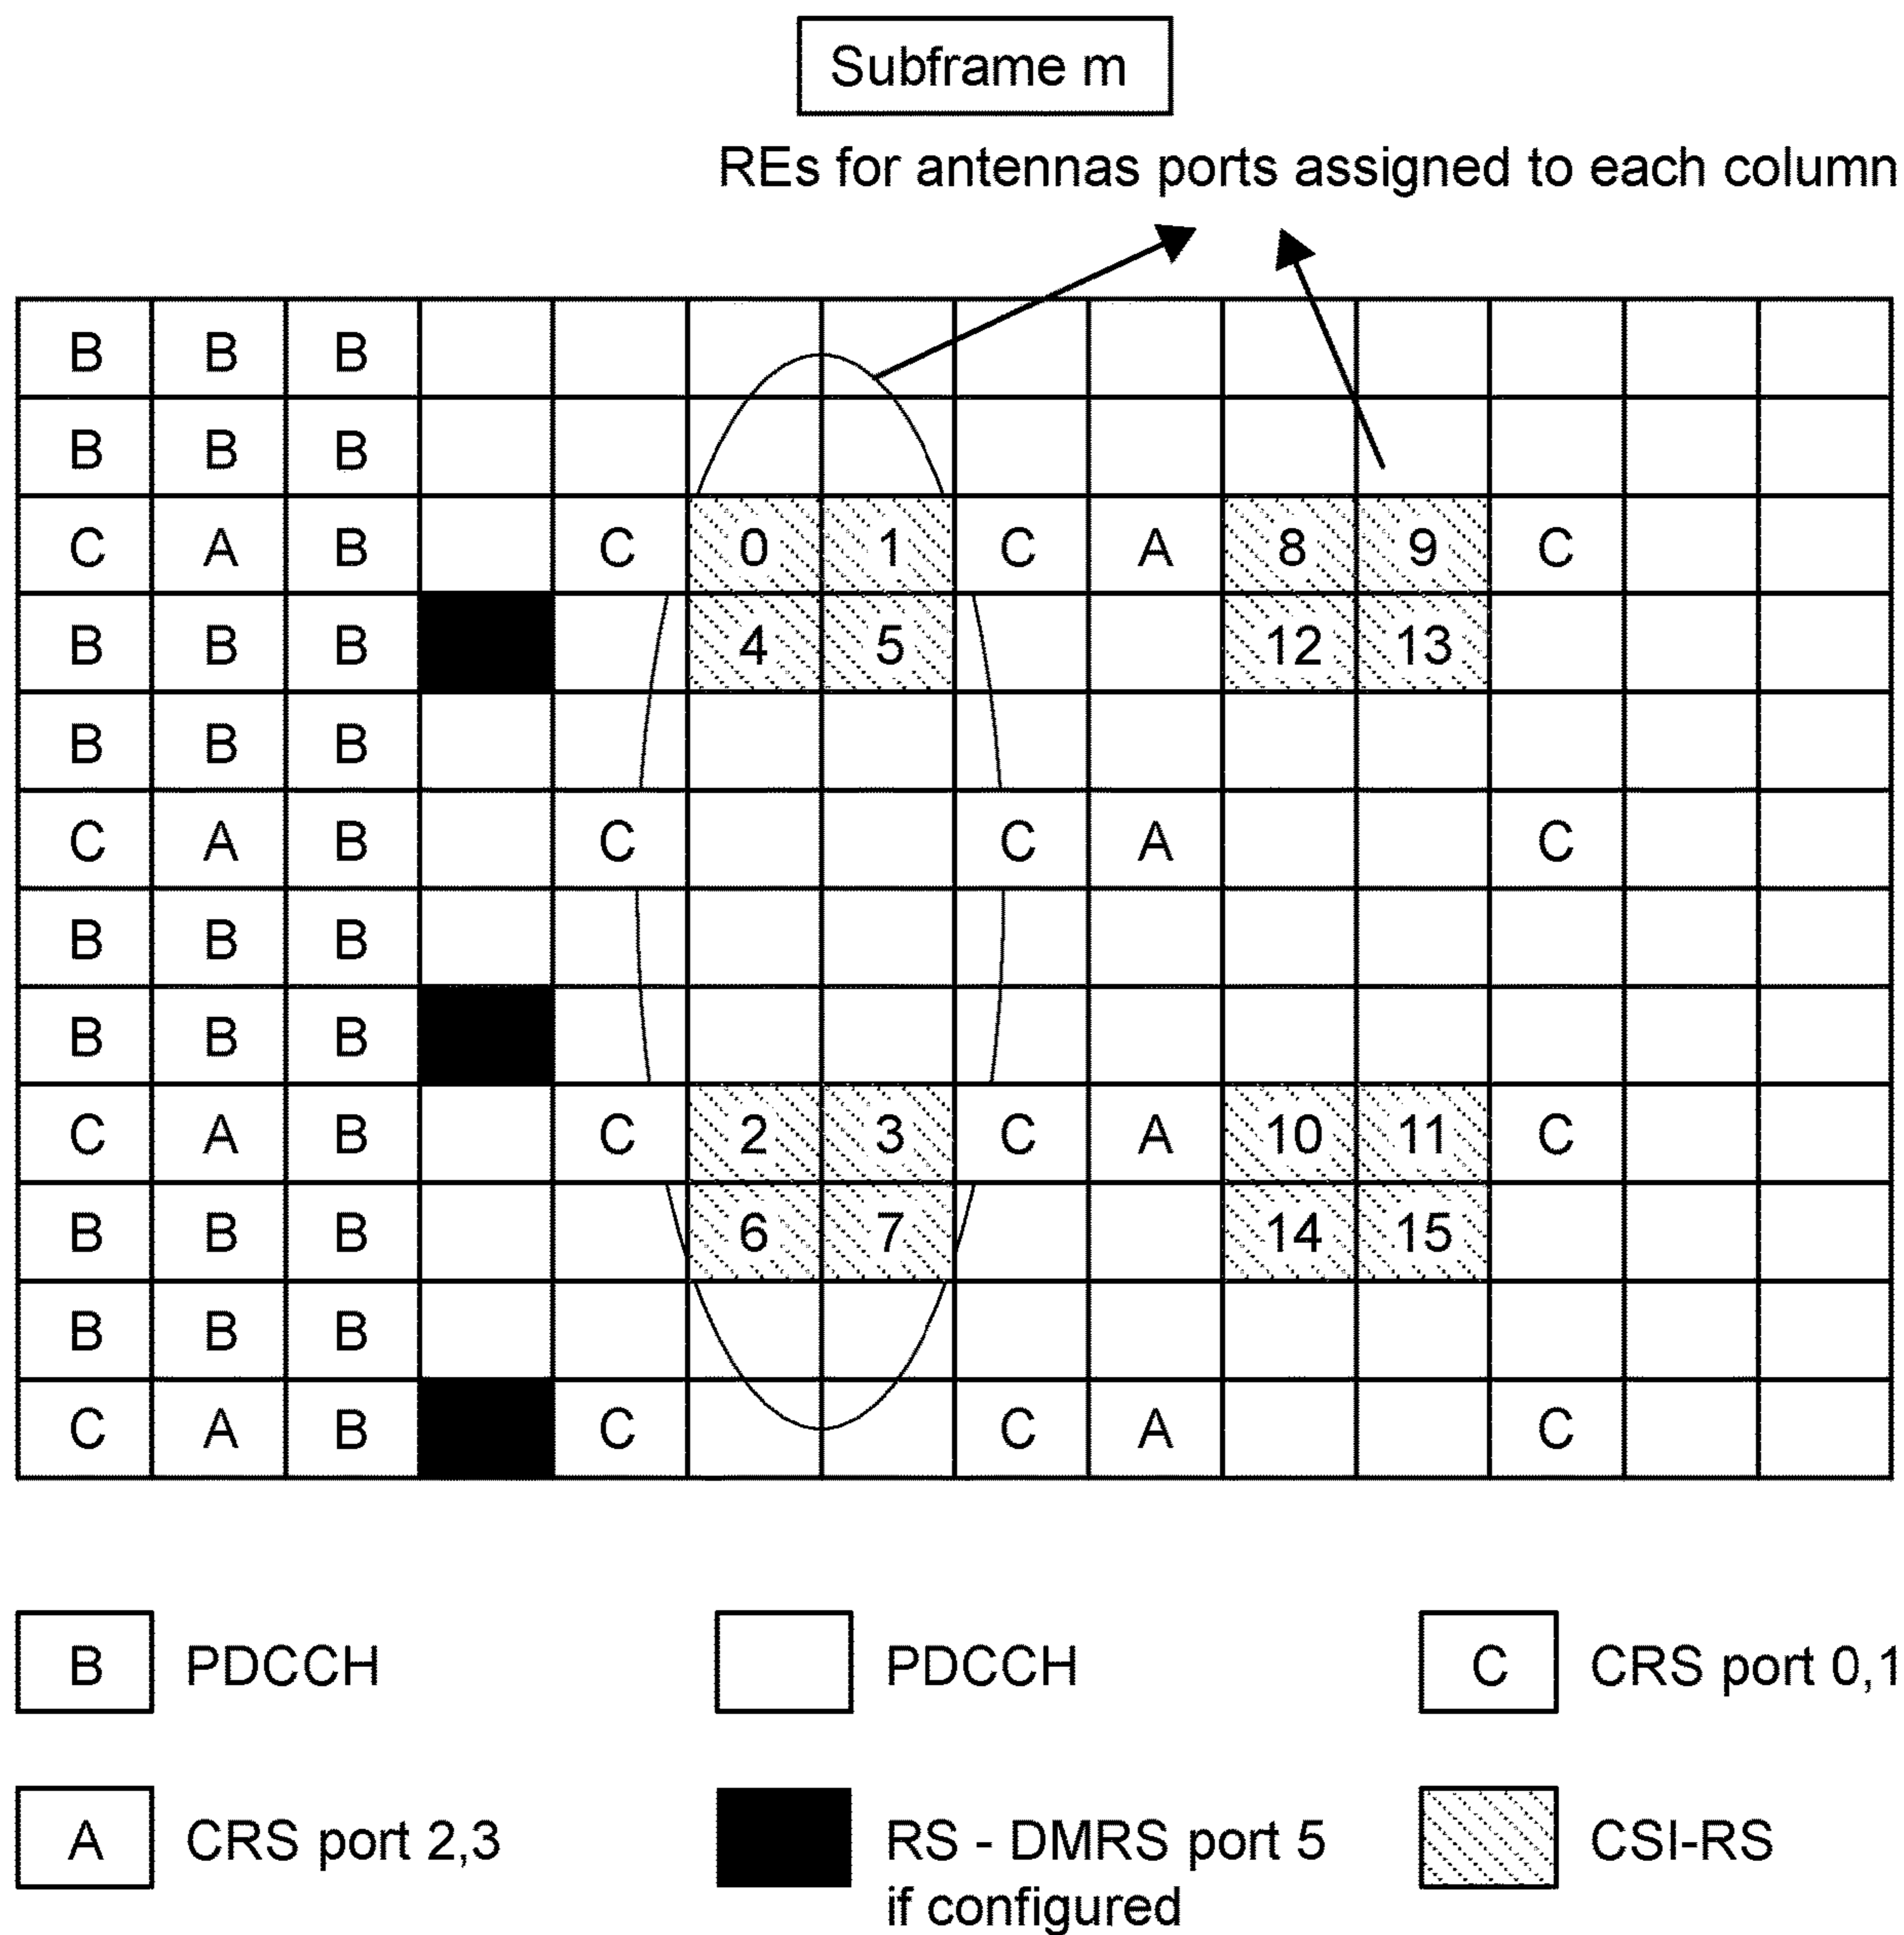 Subframe m
REs for antennas ports assigned to each column
B B B
B B B
C A B C 0 1 C A 8 9 C
B B B 4 5 12 13
B B B
C A B C C A C
B B B
B B B
C A B C 2 3 C A 10 11 C
B B B 6 7 14 15
B B B
C A B C C A C
B PDCCH PDCCH C CRS port 0,1
A CRS port 2,3 RS - DMRS port 5 CSI-RS
if configured